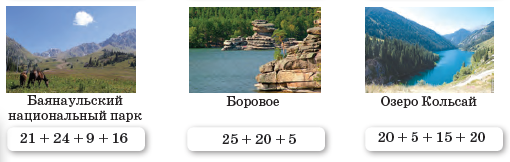 Баянаульский
национальный парк
21 + 24 + 9 + 16
Боровое
25 + 20 + 5
Озеро Кольсай
20 + 5 + 15 + 20